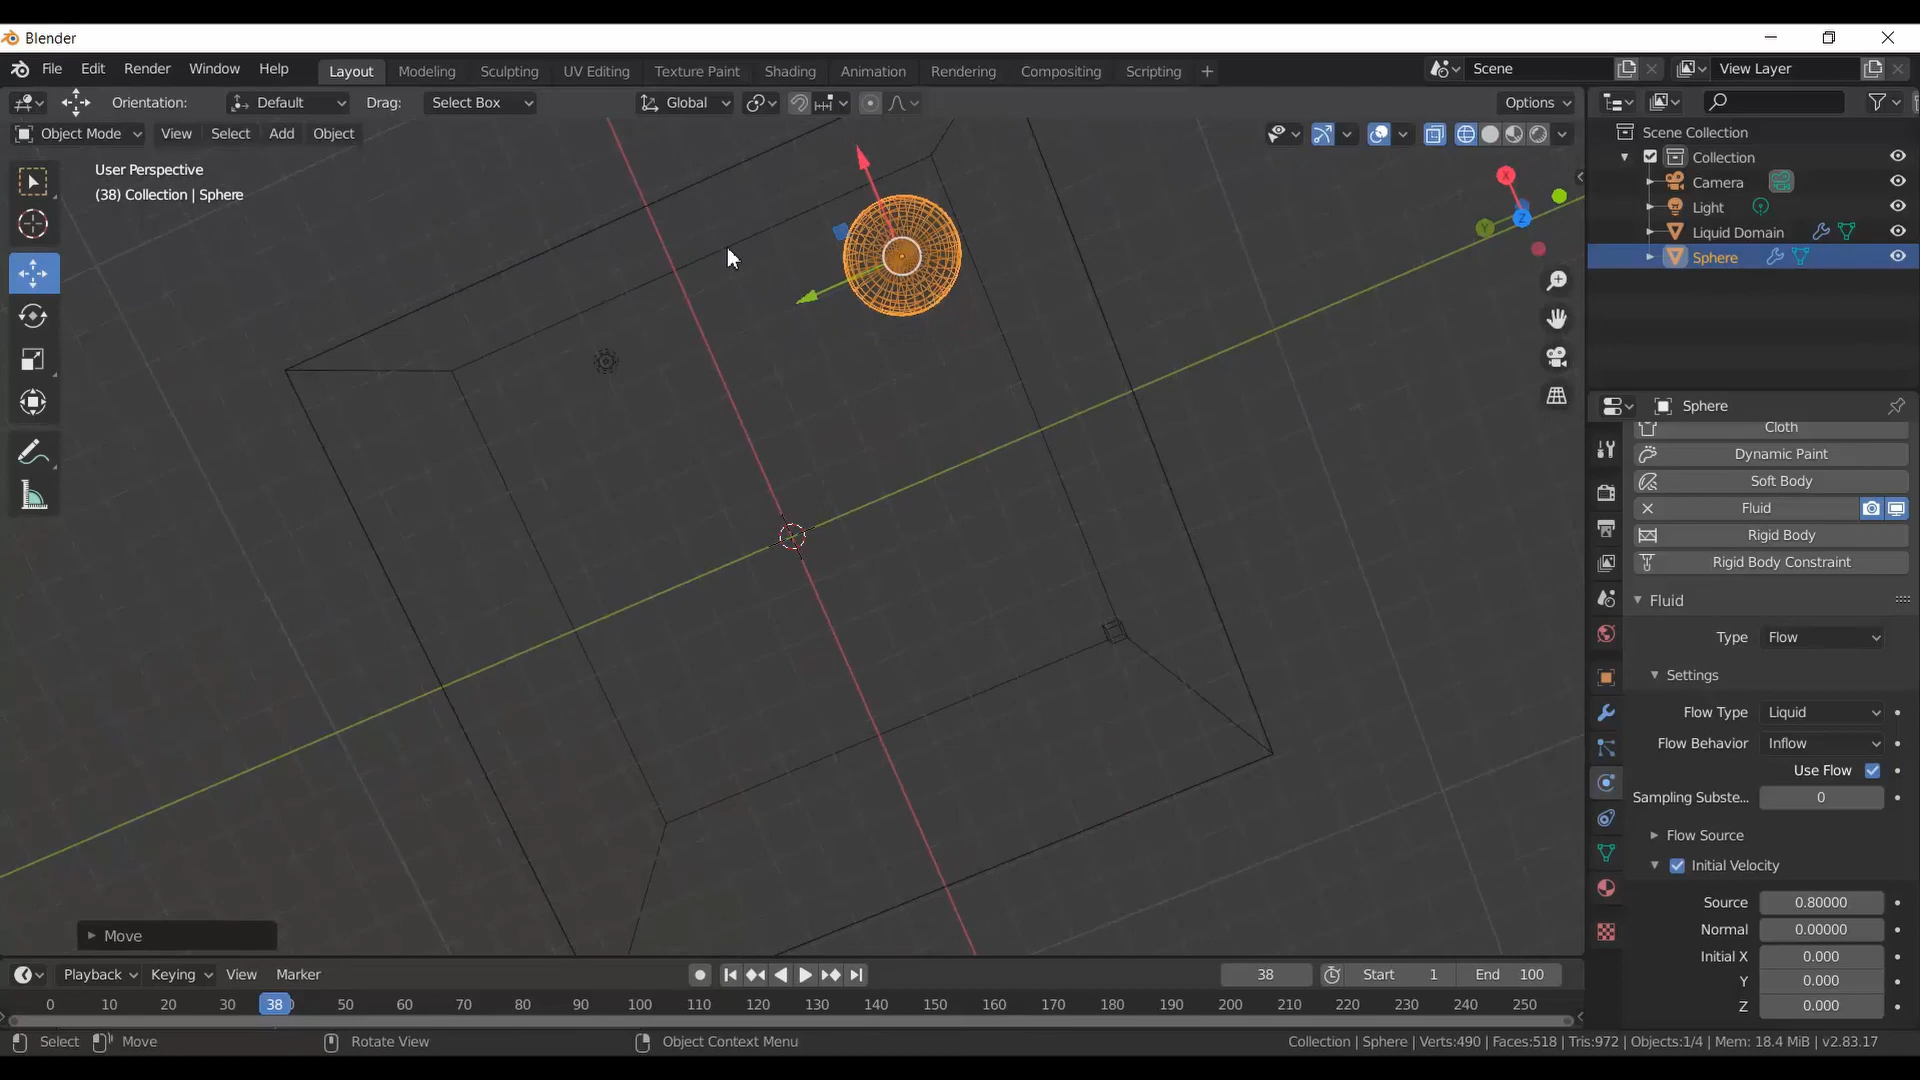 Blender
File Edit Render Window Help Layout Modeling Sculpting UV Editing Texture Paint Shading Animation Rendering Compositing Scripting + Scene View Layer
Orientation: Default Drag: Select Box Global Options
Object Mode View Select Add Object
User Perspective
(38) Collection | Sphere
X
Y
Z
Scene Collection
Collection
Camera
Light
Liquid Domain
Sphere
Sphere
Cloth
Dynamic Paint
Soft Body
Fluid
Rigid Body
Rigid Body Constraint
Fluid
Type Flow
Settings
Flow Type Liquid
Flow Behavior Inflow
Use Flow
Sampling Subste... 0
Flow Source
Initial Velocity
Source 0.80000
Normal 0.00000
Initial X 0.000
Y 0.000
Z 0.000
Move
Playback Keying View Marker 38 Start 1 End 100
0 10 20 30 38 50 60 70 80 90 100 110 120 130 140 150 160 170 180 190 200 210 220 230 240 250
Select Move Rotate View Object Context Menu Collection | Sphere | Verts:490 | Faces:518 | Tris:972 | Objects:1/4 | Mem: 18.4 MiB | v2.83.17